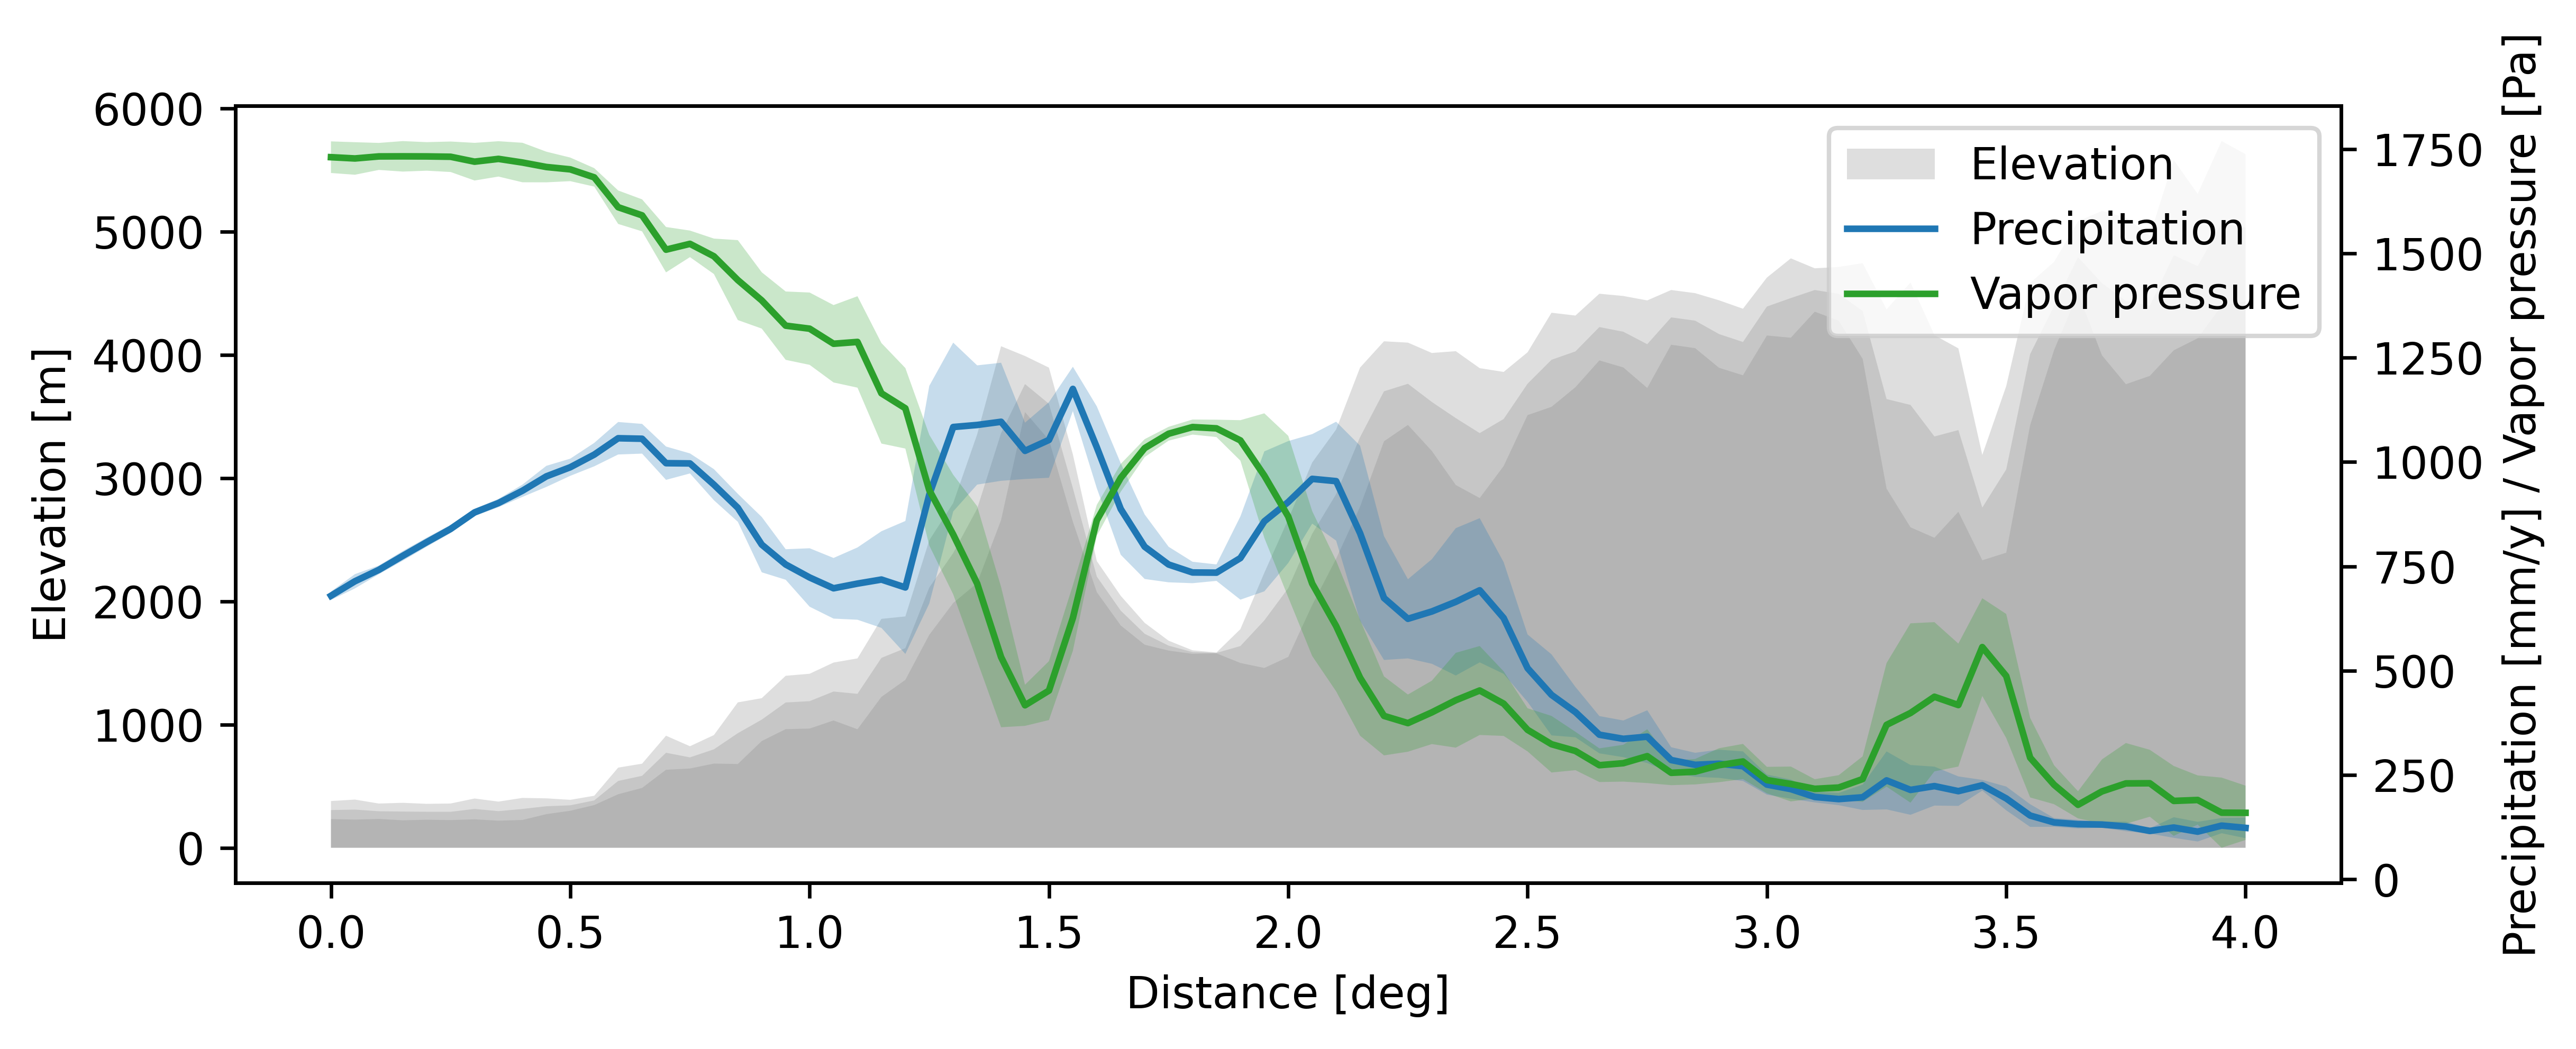 6000
5000
4000
3000
2000
1000
0
Elevation [m]
0.0 0.5 1.0 1.5 2.0 2.5 3.0 3.5 4.0
Distance [deg]
Elevation
Precipitation
Vapor pressure
1750
1500
1250
1000
750
500
250
0
Precipitation [mm/y] / Vapor pressure [Pa]